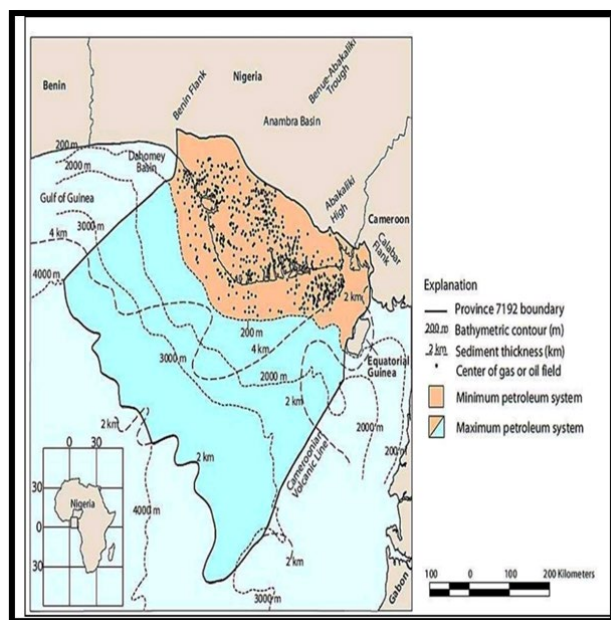 Benin
Nigeria
Benin Flank
Benue-Abakaliki
Trough
Anambra Basin
200 m
2000 m
Dahomey
Babin
Abakaliki
High
Cameroon
Calabar
Flank
Gulf of Guinea
3000 m
4 km
4000 m
2 km
200 m
4 km
3000 m
2000 m
2 km
Equatorial
Guinea
2000 m
200 m
2 km
2 km
Cameroonian
Volcanic Line
4000 m
2 km
3000 m
Gabon
0 30
30
0
30
Nigeria
Explanation
Province 7192 boundary
200 m Bathymetric contour (m)
2 km Sediment thickness (km)
Center of gas or oil field
Minimum petroleum system
Maximum petroleum system
100 0 100 200 Kilometers